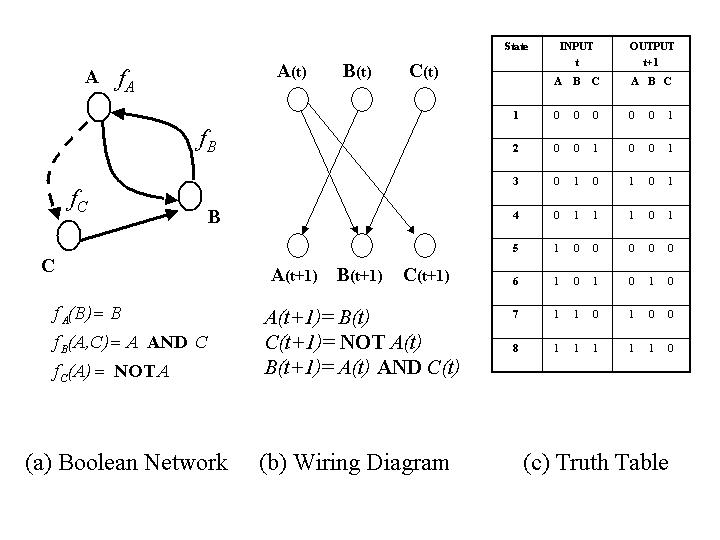 A f_A
f_B
f_C
B
C
f_A(B)= B
f_B(A,C)= A AND C
f_C(A) = NOT A
(a) Boolean Network
A(t) B(t) C(t)
A(t+1) B(t+1) C(t+1)
A(t+1)= B(t)
C(t+1)= NOT A(t)
B(t+1)= A(t) AND C(t)
(b) Wiring Diagram
State INPUT OUTPUT
t t+1
A B C A B C
1 0 0 0 0 0 1
2 0 0 1 0 0 1
3 0 1 0 1 0 1
4 0 1 1 1 0 1
5 1 0 0 0 0 0
6 1 0 1 0 1 0
7 1 1 0 1 0 0
8 1 1 1 1 1 0
(c) Truth Table